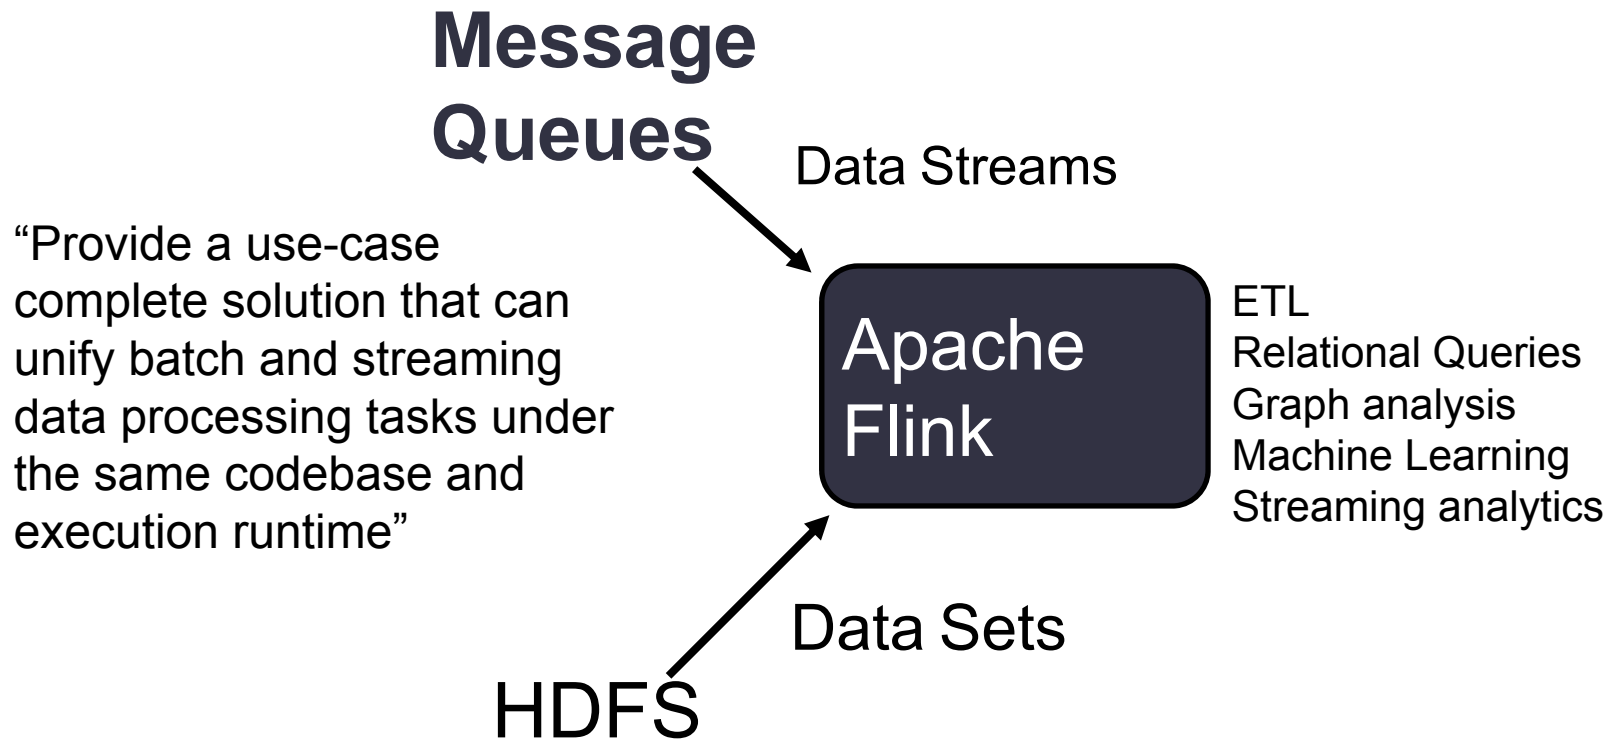 Message
Queues
Data Streams
“Provide a use-case
complete solution that can
unify batch and streaming
data processing tasks under
the same codebase and
execution runtime”
Apache
Flink
ETL
Relational Queries
Graph analysis
Machine Learning
Streaming analytics
Data Sets
HDFS